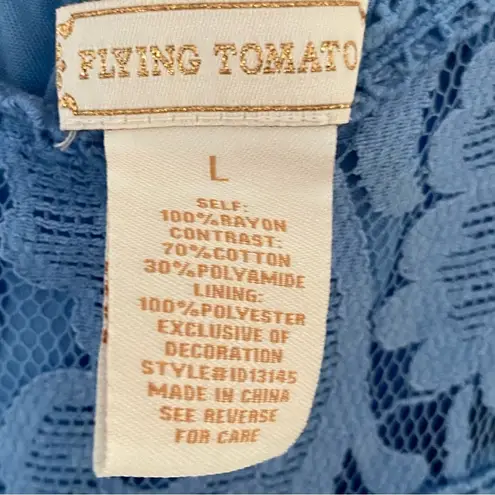 FLYING TOMATO
L
SELF:
100%RAYON
CONTRAST:
70%COTTON
30%POLYAMIDE
LINING:
100%POLYESTER
EXCLUSIVE OF
DECORATION
STYLE#ID13145
MADE IN CHINA
SEE REVERSE
FOR CARE